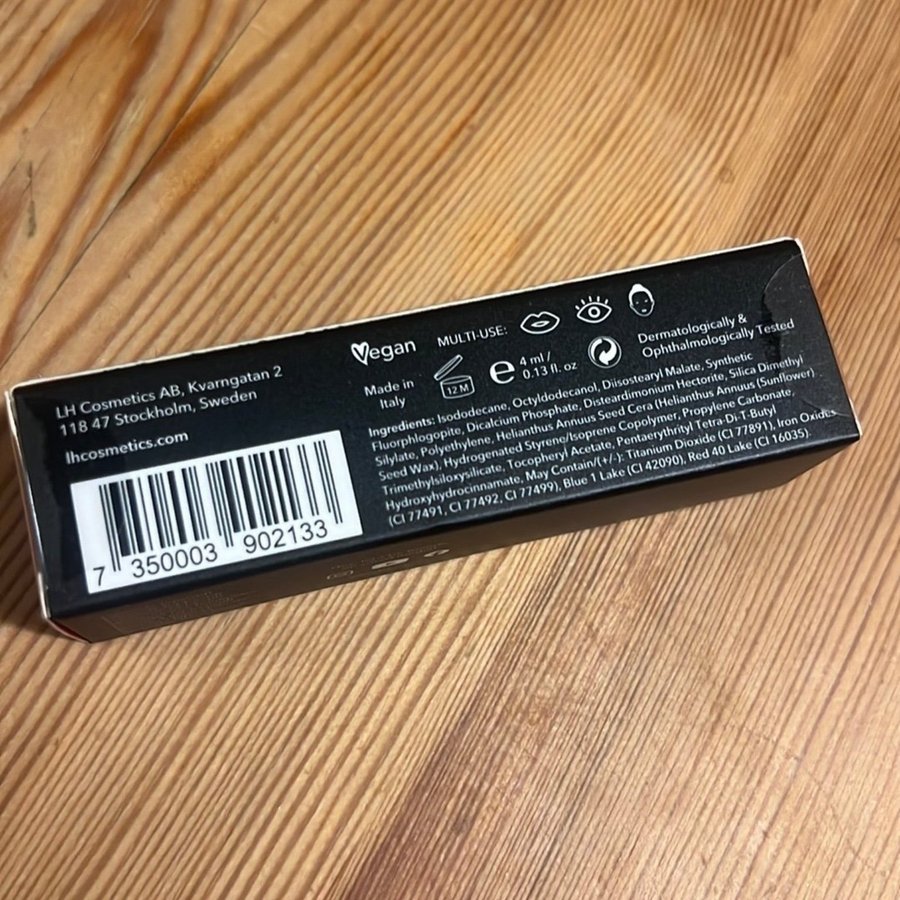 LH Cosmetics AB, Kvarngatan 2
118 47 Stockholm, Sweden
lhcosmetics.com
7 350003 902133
Vegan
MULTI-USE:
Made in
Italy
12 M
e 4 ml /
0.13 fl. oz
Dermatologically &
Ophthalmologically Tested
Ingredients: Isododecane, Octyldodecanol, Diisostearyl Malate, Synthetic
Fluorphlogopite, Dicalcium Phosphate, Disteardimonium Hectorite, Silica Dimethyl
Silylate, Polyethylene, Helianthus Annuus Seed Cera (Helianthus Annuus (Sunflower)
Seed Wax), Hydrogenated Styrene/Isoprene Copolymer, Propylene Carbonate,
Trimethylsiloxysilicate, Tocopheryl Acetate, Pentaerythrityl Tetra-Di-T-Butyl
Hydroxyhydrocinnamate, May Contain/(+/-): Titanium Dioxide (CI 77891), Iron Oxides
(CI 77491, CI 77492, CI 77499), Blue 1 Lake (CI 42090), Red 40 Lake (CI 16035).